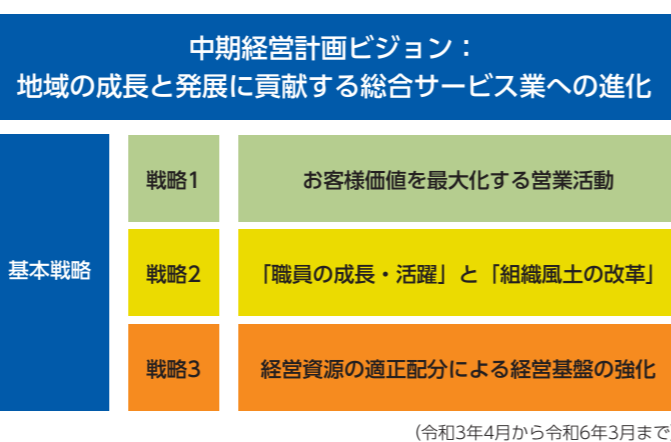 中期経営計画ビジョン：
地域の成長と発展に貢献する総合サービス業への進化
基本戦略
戦略1
お客様価値を最大化する営業活動
戦略2
「職員の成長・活躍」と「組織風土の改革」
戦略3
経営資源の適正配分による経営基盤の強化
(令和3年4月から令和6年3月まで